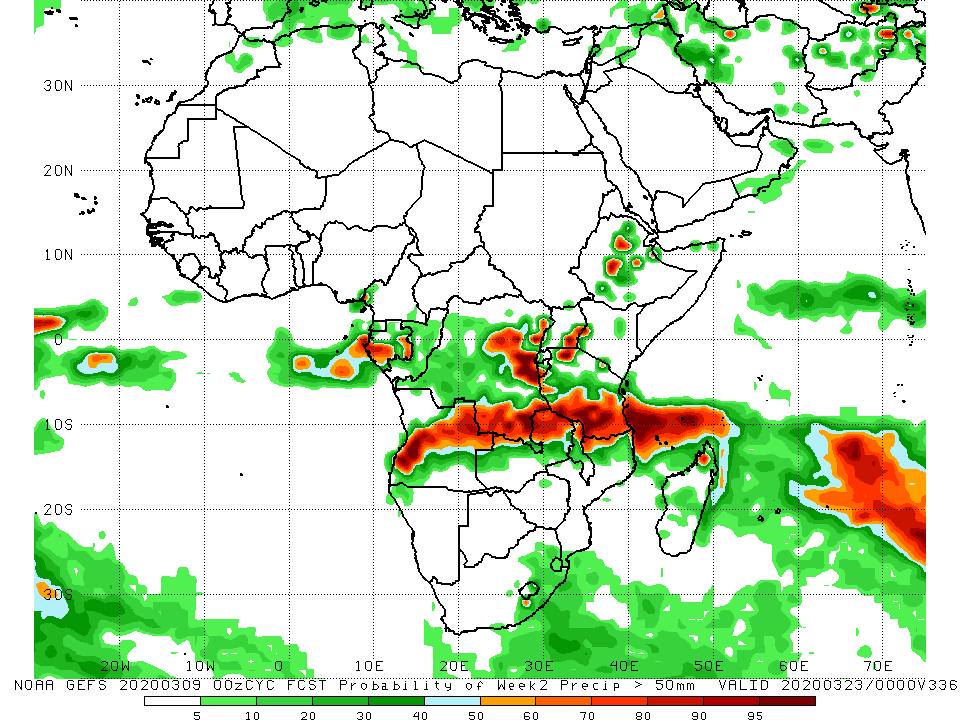 30N
20N
10N
0
10S
20S
30S
20W 10W 0 10E 20E 30E 40E 50E 60E 70E
NOAA GEFS 20200309 00zCYC FCST Probability of Week2 Precip > 50mm VALID 20200323/0000V336
5 10 20 30 40 50 60 70 80 90 95